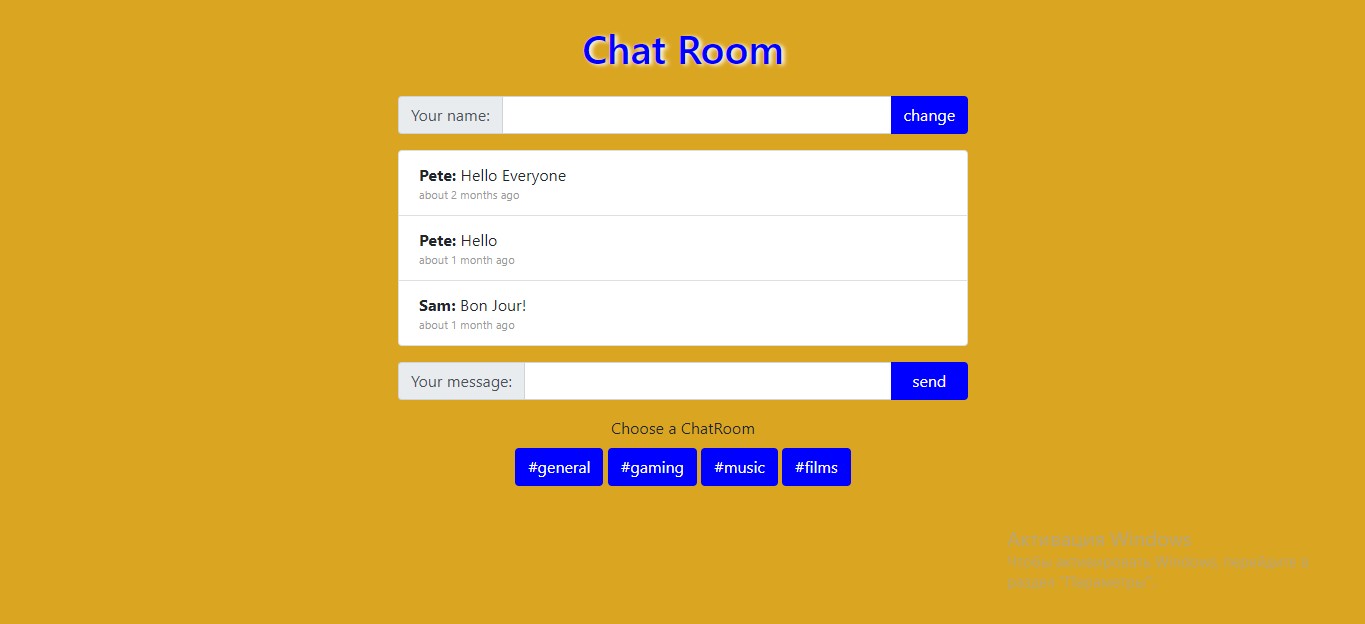 Chat Room
Your name:
change
Pete: Hello Everyone
about 2 months ago
Pete: Hello
about 1 month ago
Sam: Bon Jour!
about 1 month ago
Your message:
send
Choose a ChatRoom
#general
#gaming
#music
#films
Активация Windows
Чтобы активировать Windows, перейдите в
раздел "Параметры".